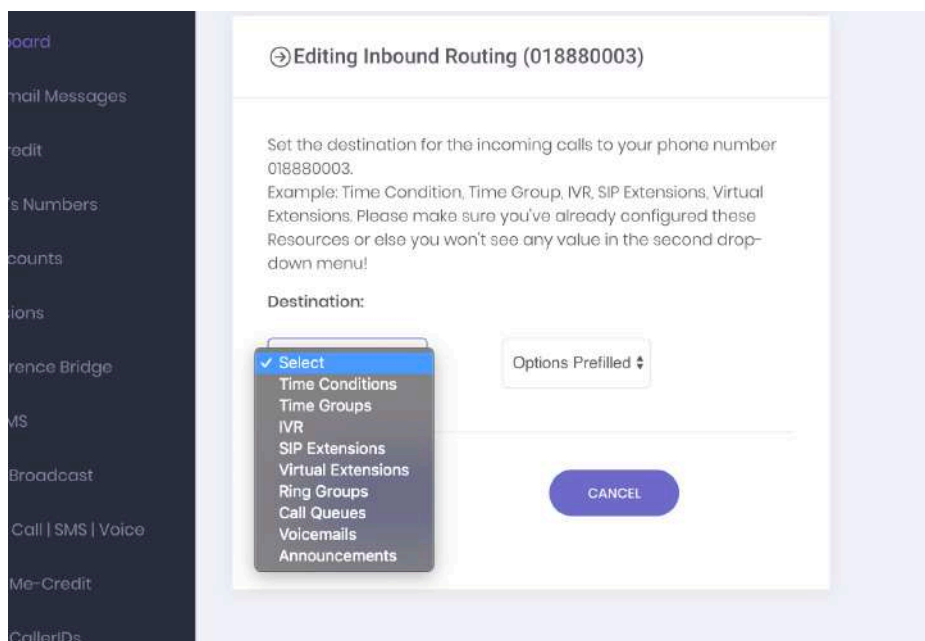 board
mail Messages
redit
's Numbers
counts
sions
rence Bridge
MS
Broadcast
Call | SMS | Voice
Me-Credit
CallerIDs
Editing Inbound Routing (018880003)
Set the destination for the incoming calls to your phone number
018880003.
Example: Time Condition, Time Group, IVR, SIP Extensions, Virtual
Extensions. Please make sure you've already configured these
Resources or else you won't see any value in the second drop-
down menu!
Destination:
✓ Select
Time Conditions
Time Groups
IVR
SIP Extensions
Virtual Extensions
Ring Groups
Call Queues
Voicemails
Announcements
Options Prefilled
CANCEL